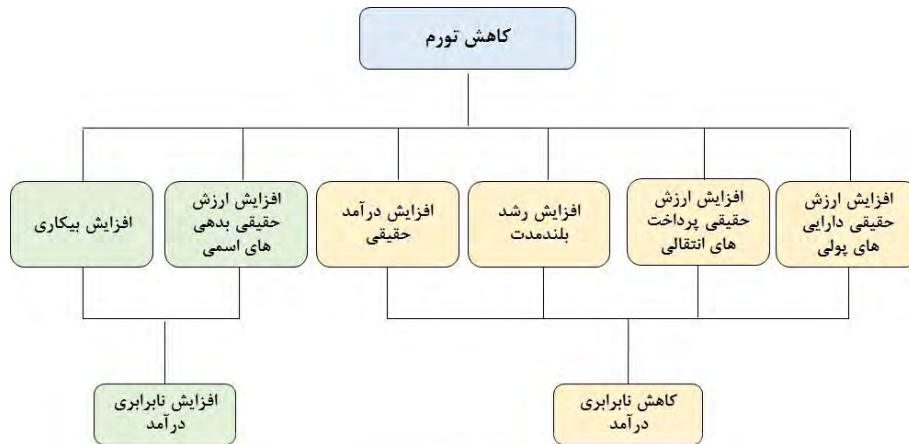 کاهش تورم
افزایش ارزش
حقیقی دارایی
های پولی
افزایش ارزش
حقیقی پرداخت
های انتقالی
افزایش رشد
بلندمدت
افزایش درآمد
حقیقی
افزایش ارزش
حقیقی بدهی
های اسمی
افزایش بیکاری
کاهش نابرابری
درآمد
افزایش نابرابری
درآمد